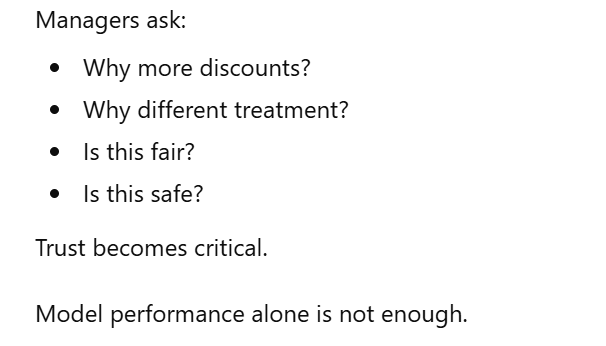 Managers ask:
• Why more discounts?
• Why different treatment?
• Is this fair?
• Is this safe?
Trust becomes critical.
Model performance alone is not enough.